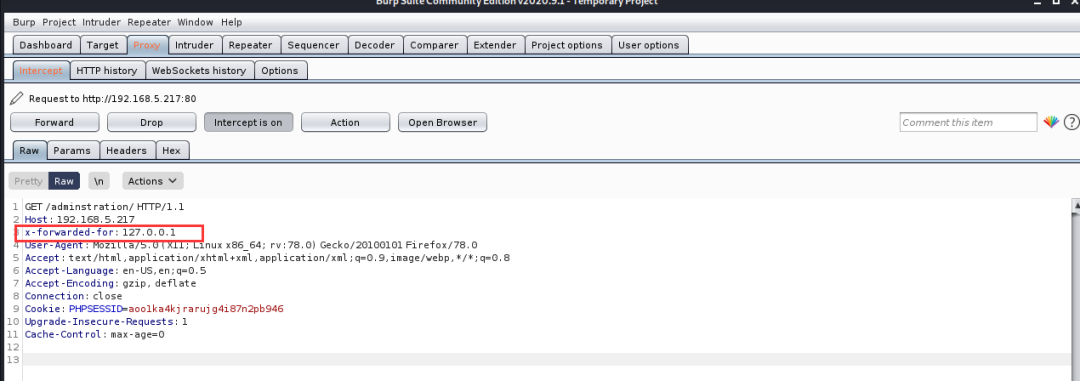 Burp Suite Community Edition v2020.9.1 - Temporary Project
Burp Project Intruder Repeater Window Help
Dashboard Target Proxy Intruder Repeater Sequencer Decoder Comparer Extender Project options User options
Intercept HTTP history WebSockets history Options
Request to http://192.168.5.217:80
Forward Drop Intercept is on Action Open Browser Comment this item ?
Raw Params Headers Hex
Pretty Raw \n Actions
1 GET /adminstration/ HTTP/1.1
2 Host: 192.168.5.217
3 x-forwarded-for: 127.0.0.1
4 User-Agent: Mozilla/5.0 (X11; Linux x86_64; rv:78.0) Gecko/20100101 Firefox/78.0
5 Accept: text/html,application/xhtml+xml,application/xml;q=0.9,image/webp,*/*;q=0.8
6 Accept-Language: en-US,en;q=0.5
7 Accept-Encoding: gzip, deflate
8 Connection: close
9 Cookie: PHPSESSID=aoo1ka4kjrarujg4i87n2pb946
10 Upgrade-Insecure-Requests: 1
11 Cache-Control: max-age=0
12
13